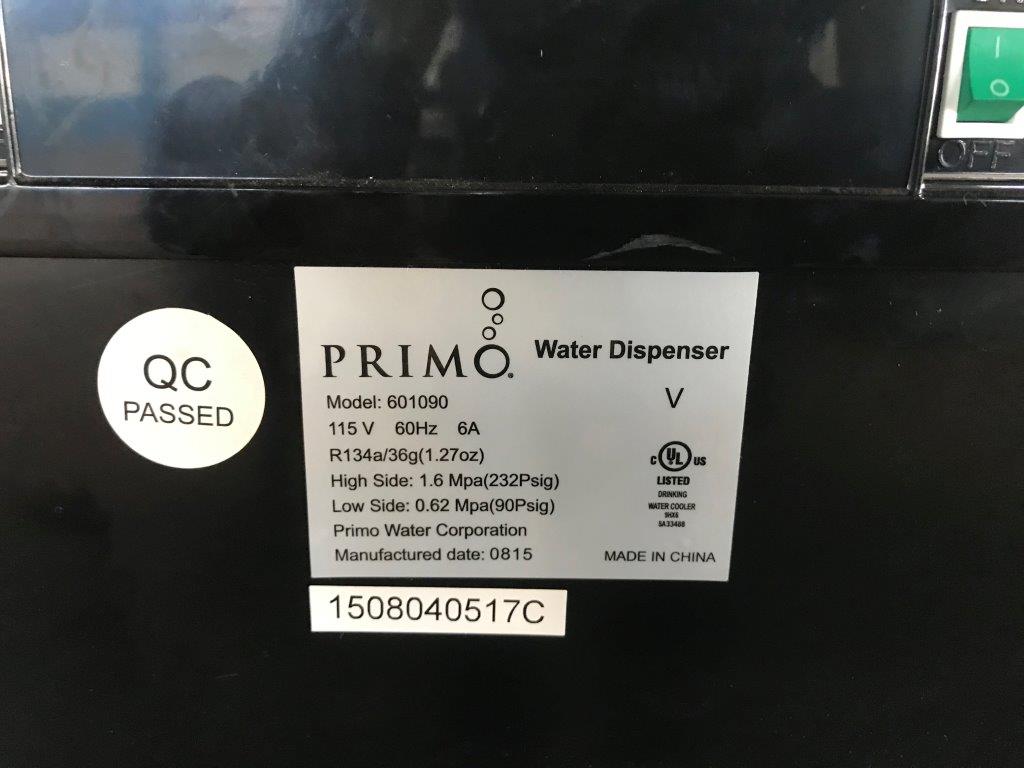 OFF
QC
PASSED
PRIMO
Water Dispenser
Model: 601090
V
115 V 60Hz 6A
R134a/36g(1.27oz)
High Side: 1.6 Mpa(232Psig)
Low Side: 0.62 Mpa(90Psig)
Primo Water Corporation
Manufactured date: 0815
C UL US
LISTED
DRINKING
WATER COOLER
9HX6
SA33488
MADE IN CHINA
1508040517C